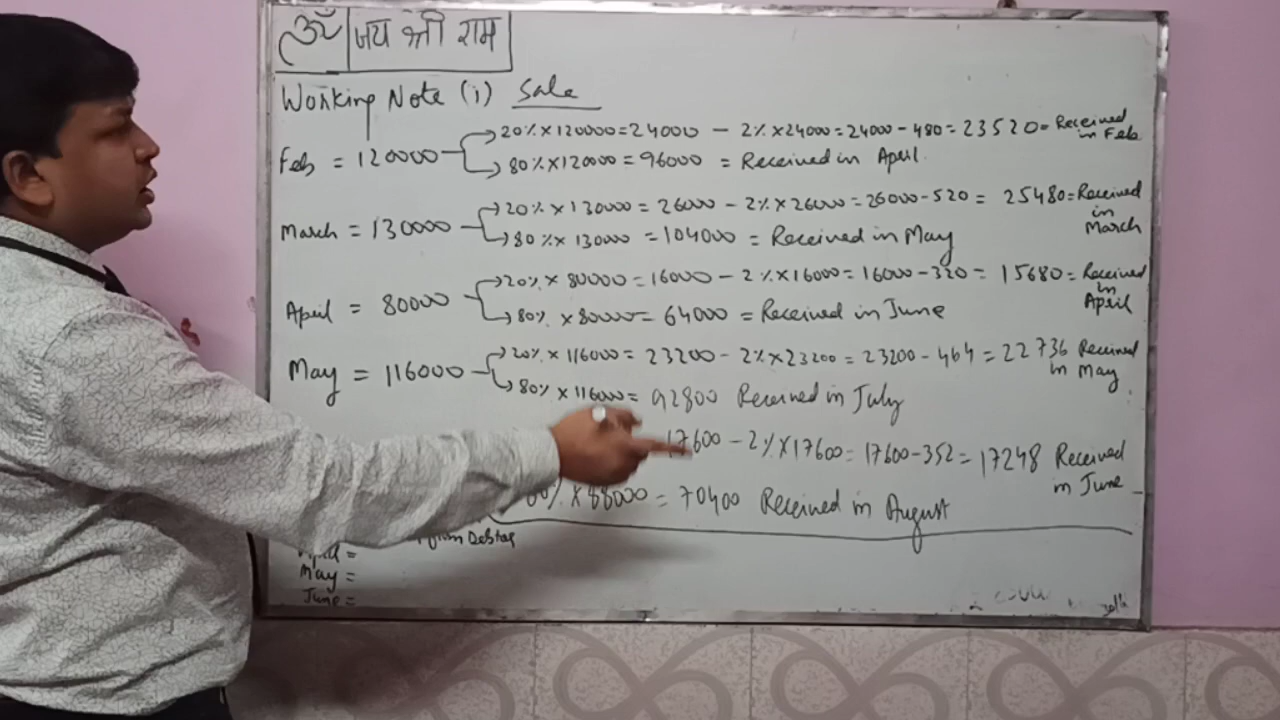 ॐ जय श्री राम
Working Note (i) Sale
20% x 120000 = 24000 - 2% x 24000 = 24000 - 480 = 23520 = Received in Feb
Feb = 120000
80% x 120000 = 96000 = Received in April.
20% x 130000 = 26000 - 2% x 26000 = 26000 - 520 = 25480 = Received in March
March = 130000
80% x 130000 = 104000 = Received in May
20% x 80000 = 16000 - 2% x 16000 = 16000 - 320 = 15680 = Received in April
April = 80000
80% x 80000 = 64000 = Received in June
20% x 116000 = 23200 - 2% x 23200 = 23200 - 464 = 22736 Received in May
May = 116000
80% x 116000 = 92800 Received in July
17600 - 2% x 17600 = 17600 - 352 = 17248 Received in June
x 88000 = 70400 Received in August
April =
May =
June =